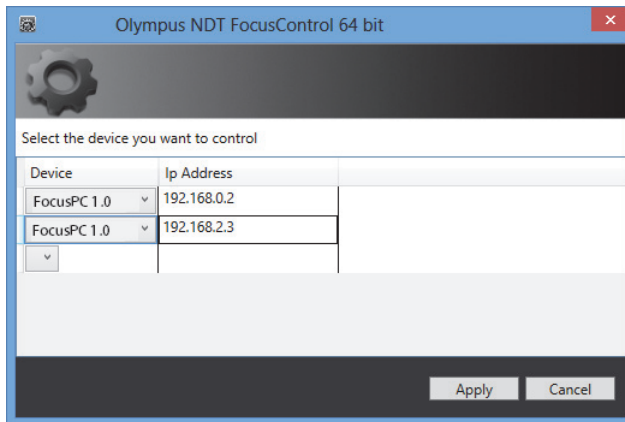 Olympus NDT FocusControl 64 bit
Select the device you want to control
Device Ip Address
FocusPC 1.0 192.168.0.2
FocusPC 1.0 192.168.2.3
Apply Cancel